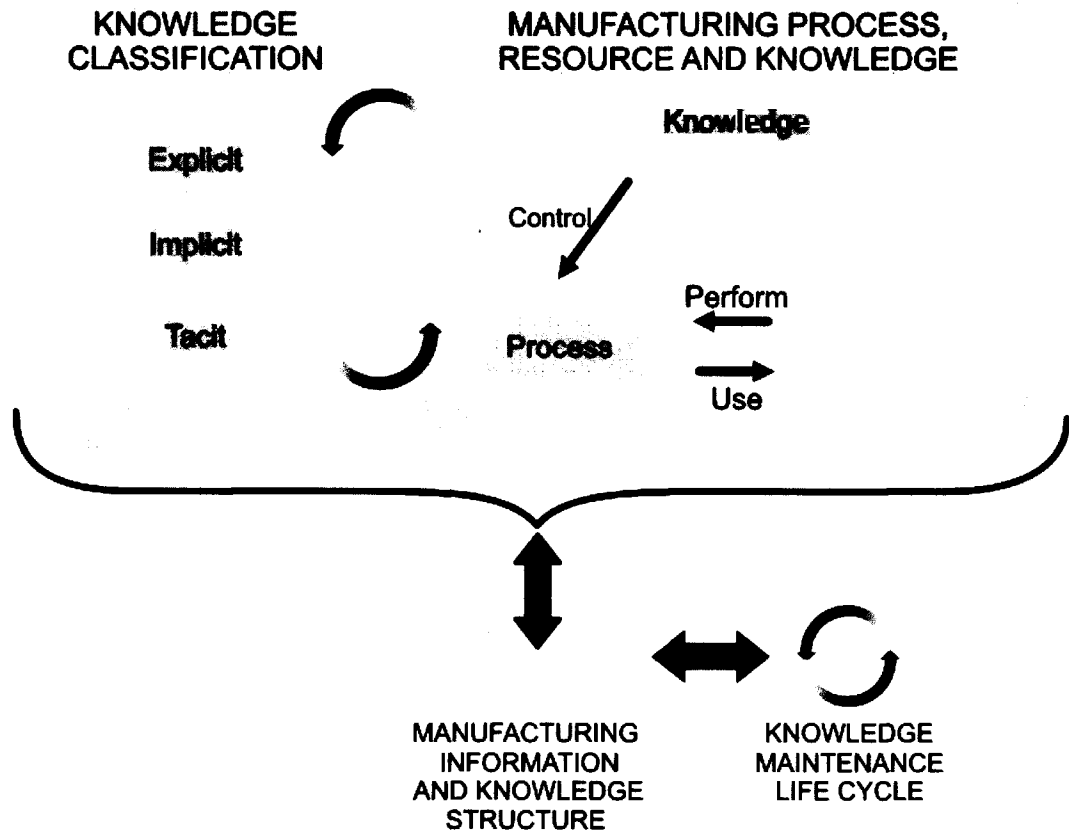 KNOWLEDGE
CLASSIFICATION
MANUFACTURING PROCESS,
RESOURCE AND KNOWLEDGE
Knowledge
Explicit
Control
Implicit
Perform
Tacit
Process
Use
MANUFACTURING
INFORMATION
AND KNOWLEDGE
STRUCTURE
KNOWLEDGE
MAINTENANCE
LIFE CYCLE